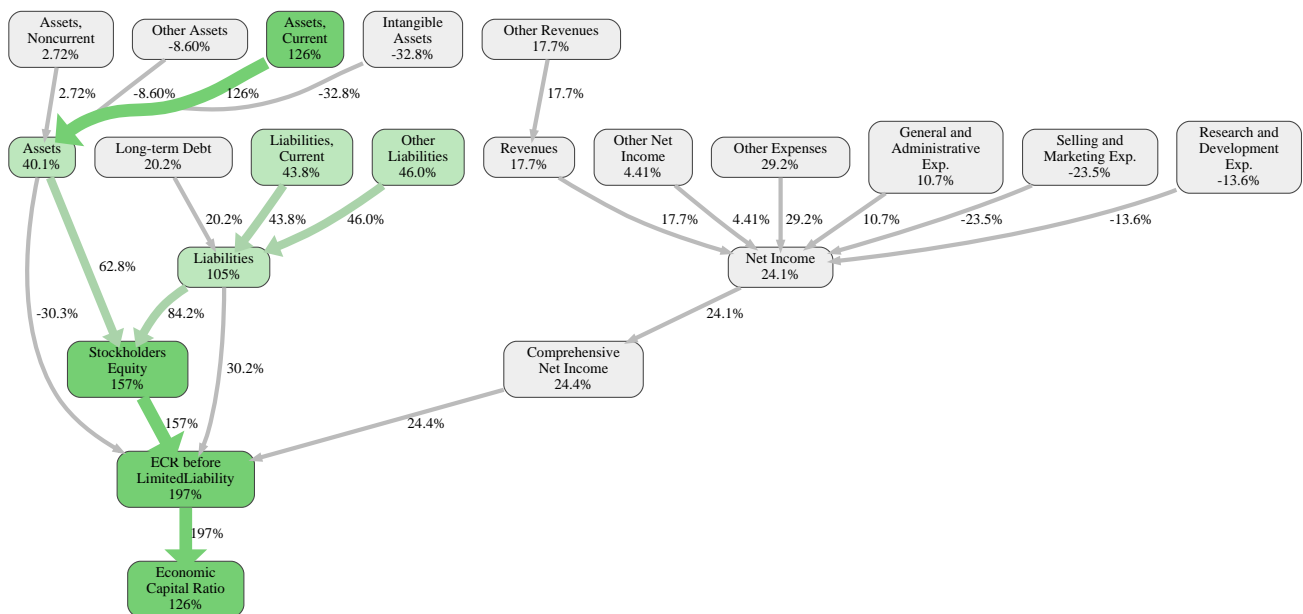 Assets,
Noncurrent
2.72%
Other Assets
-8.60%
Assets,
Current
126%
Intangible
Assets
-32.8%
Other Revenues
17.7%
2.72%
-8.60%
126%
-32.8%
17.7%
Assets
40.1%
Long-term Debt
20.2%
Liabilities,
Current
43.8%
Other
Liabilities
46.0%
Revenues
17.7%
Other Net
Income
4.41%
Other Expenses
29.2%
General and
Administrative
Exp.
10.7%
Selling and
Marketing Exp.
-23.5%
Research and
Development
Exp.
-13.6%
20.2%
43.8%
46.0%
17.7%
4.41%
29.2%
10.7%
-23.5%
-13.6%
Liabilities
105%
Net Income
24.1%
62.8%
-30.3%
84.2%
30.2%
24.1%
Stockholders
Equity
157%
Comprehensive
Net Income
24.4%
157%
24.4%
ECR before
LimitedLiability
197%
197%
Economic
Capital Ratio
126%